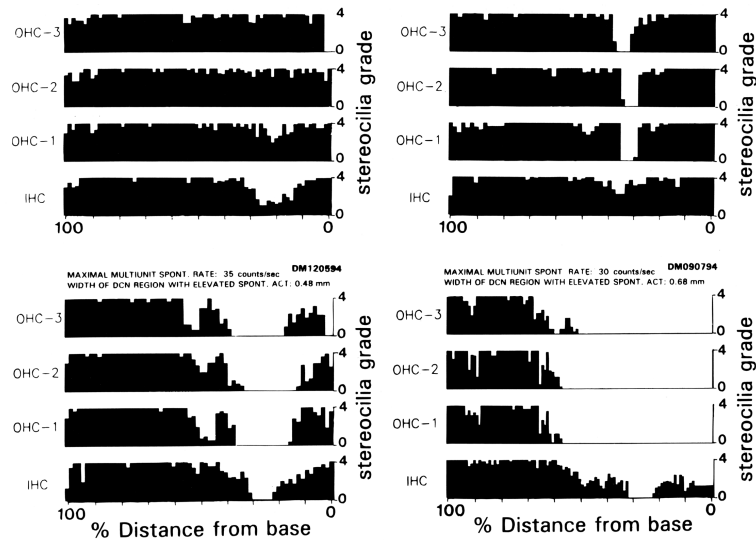 OHC-3
4
0
OHC-2
4
0
OHC-1
4
0
IHC
4
0
100
0
stereocilia grade
OHC-3
4
0
OHC-2
4
0
OHC-1
4
0
IHC
4
0
100
0
stereocilia grade
MAXIMAL MULTIUNIT SPONT. RATE: 35 counts/sec DM120594
WIDTH OF DCN REGION WITH ELEVATED SPONT. ACT: 0.48 mm
OHC-3
4
0
OHC-2
4
0
OHC-1
4
0
IHC
4
0
100
0
stereocilia grade
% Distance from base
MAXIMAL MULTIUNIT SPONT RATE: 30 counts/sec DM090794
WIDTH OF DCN REGION WITH ELEVATED SPONT. ACT: 0.68 mm
OHC-3
4
0
OHC-2
4
0
OHC-1
4
0
IHC
4
0
100
0
stereocilia grade
% Distance from base